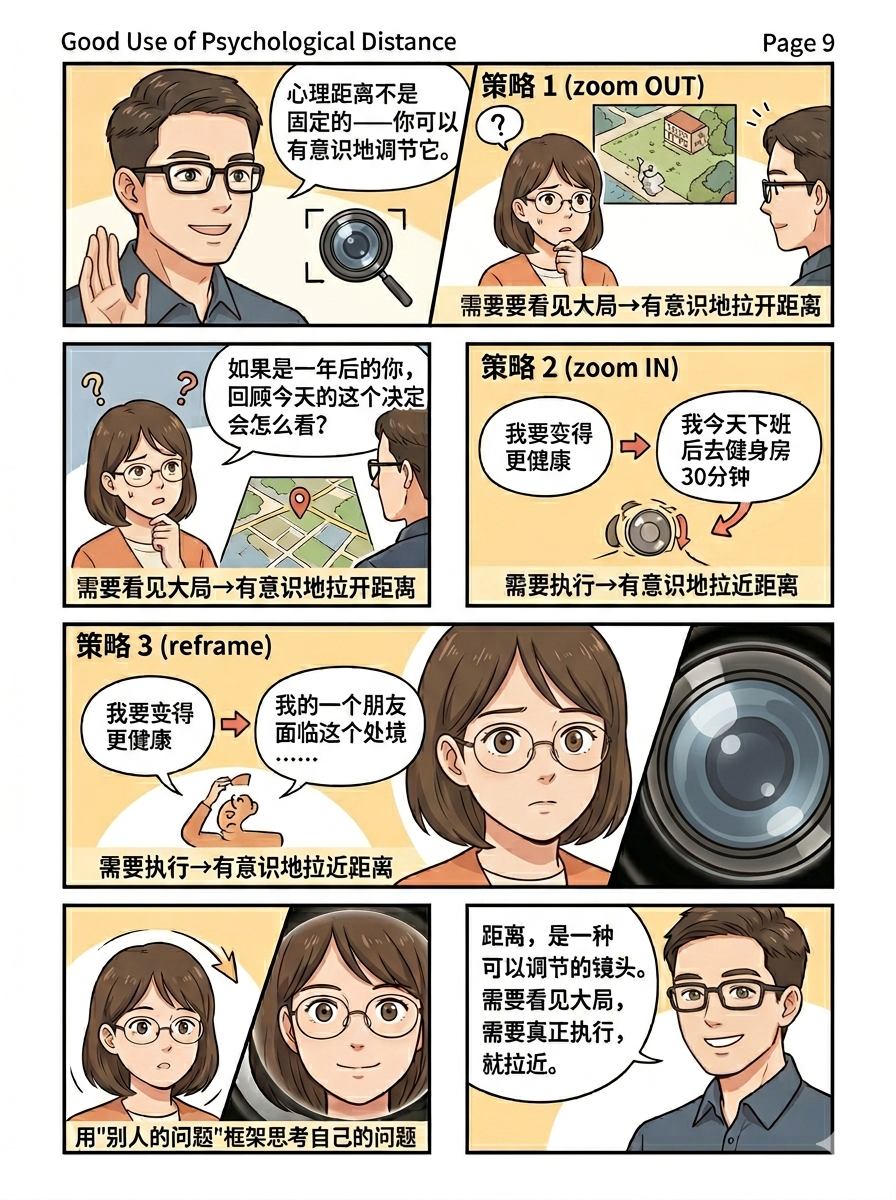 Good Use of Psychological Distance
Page 9
心理距离不是
固定的——你可以
有意识地调节它。
策略 1 (zoom OUT)
?
需要要看见大局→有意识地拉开距离
? ?
如果是一年后的你，
回顾今天的这个决定
会怎么看？
需要看见大局→有意识地拉开距离
策略 2 (zoom IN)
我要变得
更健康
我今天下班
后去健身房
30分钟
需要执行→有意识地拉近距离
策略 3 (reframe)
我要变得
更健康
我的一个朋友
面临这个处境
……
需要执行→有意识地拉近距离
用"别人的问题"框架思考自己的问题
距离，是一种
可以调节的镜头。
需要看见大局，
需要真正执行，
就拉近。